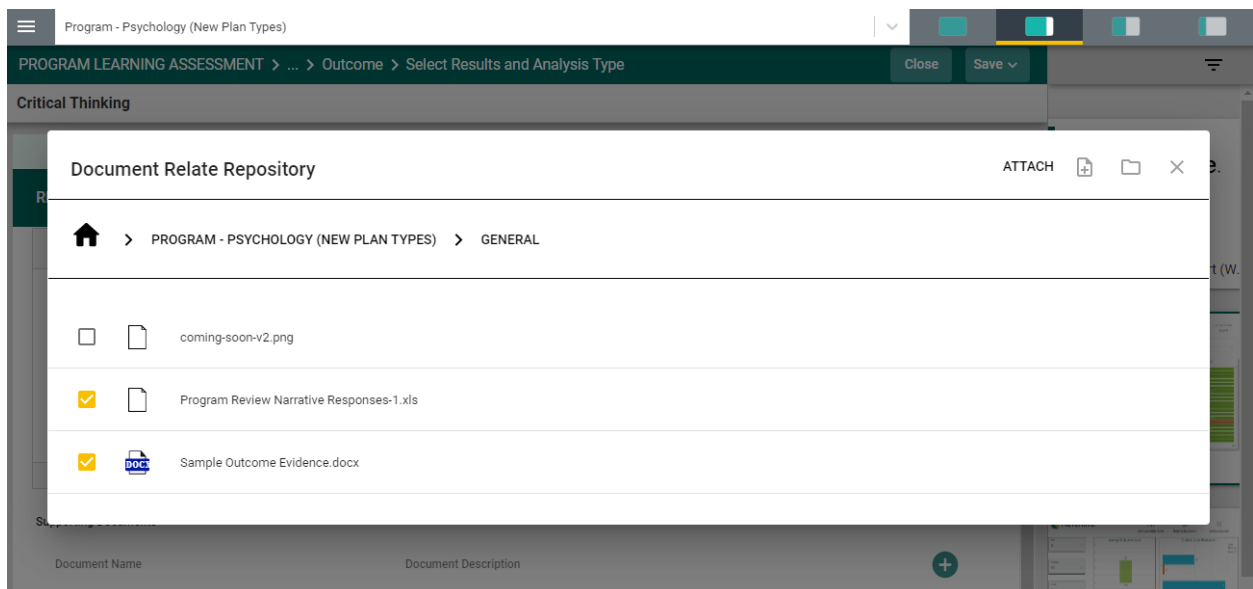 Program - Psychology (New Plan Types)
PROGRAM LEARNING ASSESSMENT > ... > Outcome > Select Results and Analysis Type
Close
Save
Critical Thinking
Document Relate Repository
ATTACH
PROGRAM - PSYCHOLOGY (NEW PLAN TYPES) > GENERAL
coming-soon-v2.png
Program Review Narrative Responses-1.xls
DOCX
Sample Outcome Evidence.docx
Document Name
Document Description